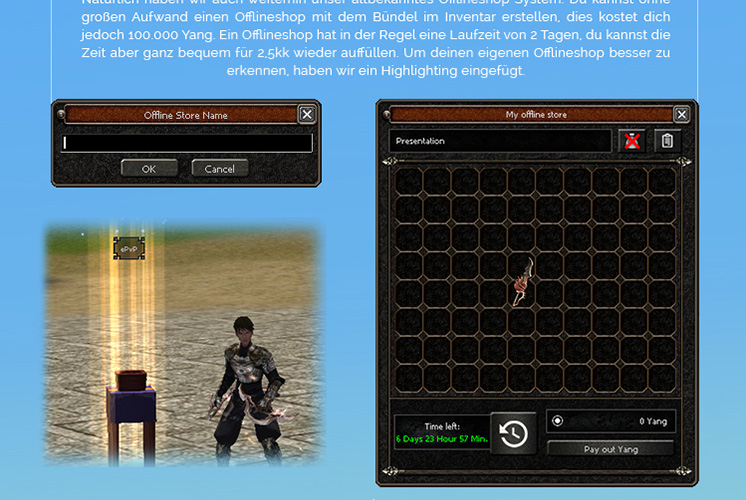 Natürlich haben wir auch weiterhin unser altbekanntes Offlineshop System. Du kannst ohne
großen Aufwand einen Offlineshop mit dem Bündel im Inventar erstellen, dies kostet dich
jedoch 100.000 Yang. Ein Offlineshop hat in der Regel eine Laufzeit von 2 Tagen, du kannst die
Zeit aber ganz bequem für 2,5kk wieder auffüllen. Um deinen eigenen Offlineshop besser zu
erkennen, haben wir ein Highlighting eingefügt.
Offline Store Name
OK
Cancel
ePvP
My offline store
Presentation
Time left:
6 Days 23 Hour 57 Min.
0 Yang
Pay out Yang